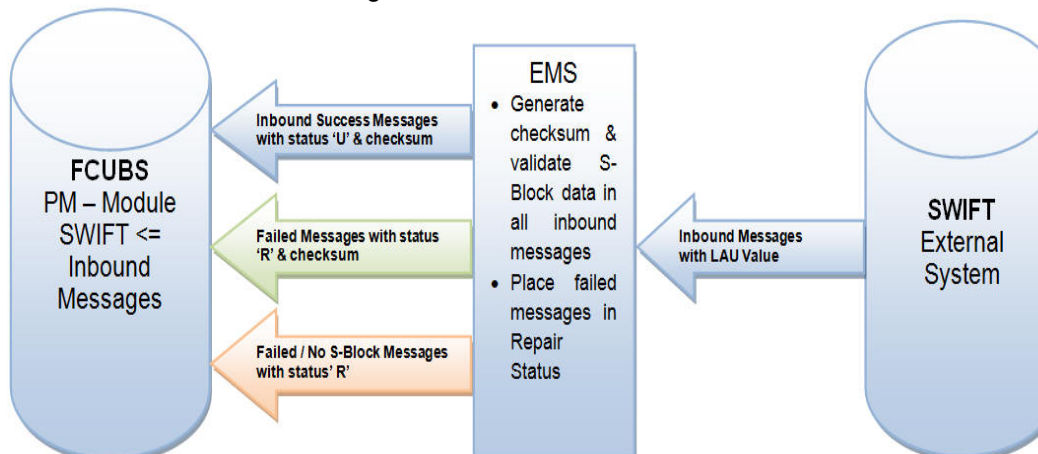 FCUBS
PM – Module
SWIFT <=
Inbound
Messages
Inbound Success Messages
with status ‘U’ & checksum
Failed Messages with status
‘R’ & checksum
Failed / No S-Block Messages
with status’ R’
EMS
• Generate
checksum &
validate S-
Block data in
all inbound
messages
• Place failed
messages in
Repair
Status
Inbound Messages
with LAU Value
SWIFT
External
System